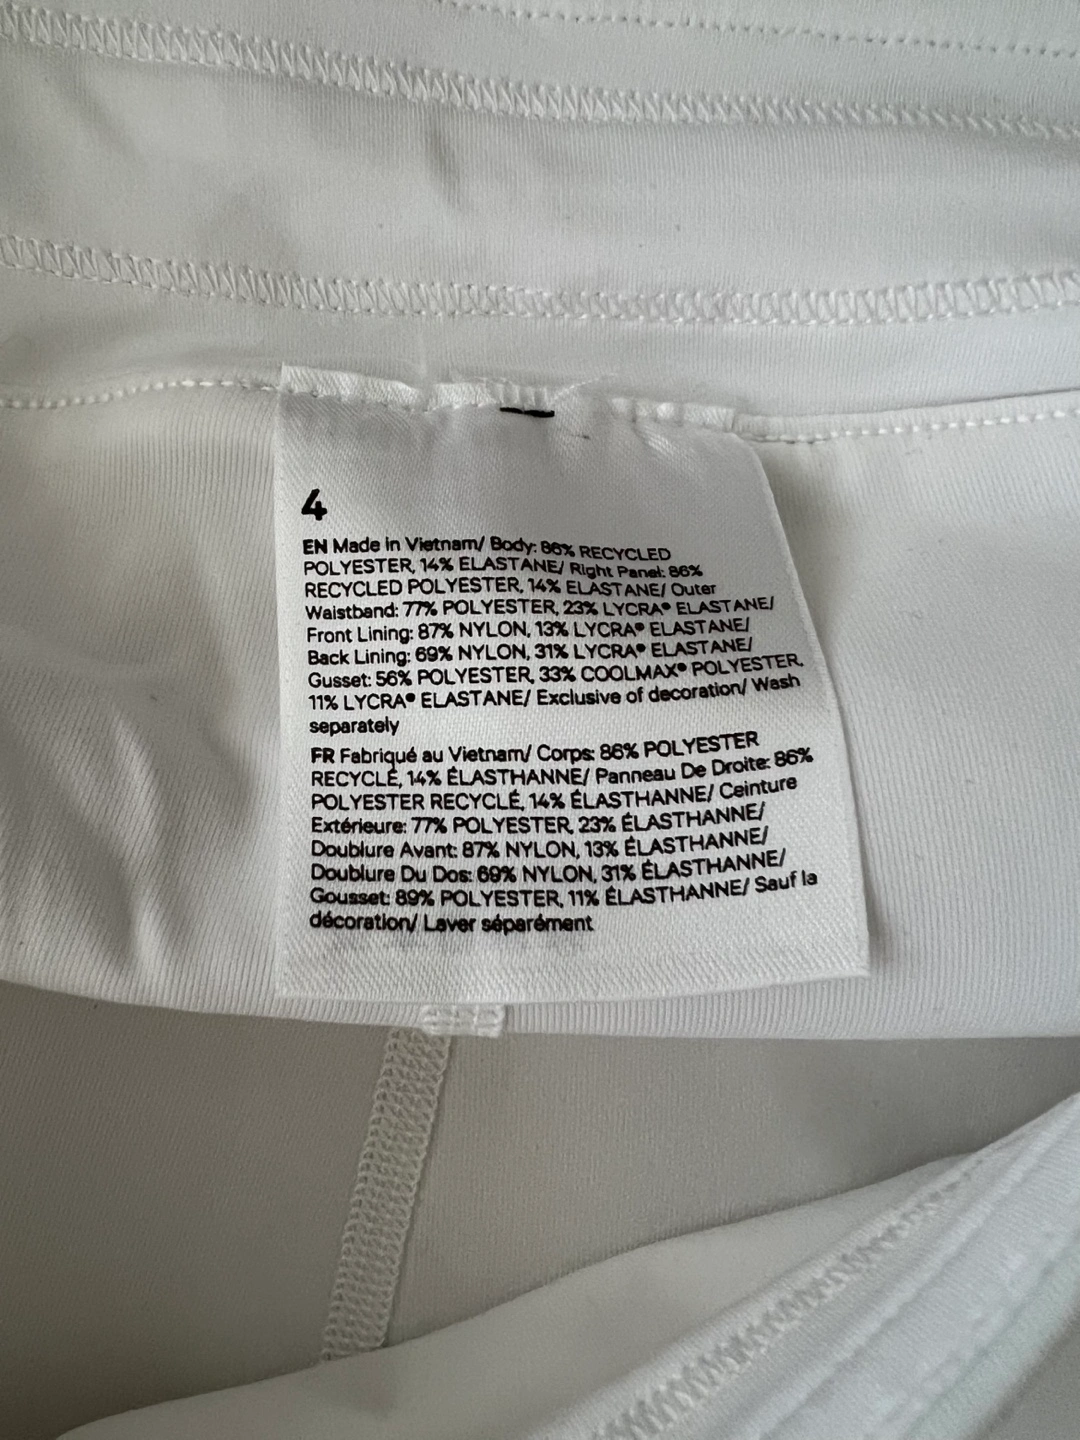 4
EN Made in Vietnam/ Body: 86% RECYCLED
POLYESTER, 14% ELASTANE/ Right Panel: 86%
RECYCLED POLYESTER, 14% ELASTANE/ Outer
Waistband: 77% POLYESTER, 23% LYCRA® ELASTANE/
Front Lining: 87% NYLON, 13% LYCRA® ELASTANE/
Back Lining: 69% NYLON, 31% LYCRA® ELASTANE/
Gusset: 56% POLYESTER, 33% COOLMAX® POLYESTER,
11% LYCRA® ELASTANE/ Exclusive of decoration/ Wash
separately
FR Fabriqué au Vietnam/ Corps: 86% POLYESTER
RECYCLÉ, 14% ÉLASTHANNE/ Panneau De Droite: 86%
POLYESTER RECYCLÉ, 14% ÉLASTHANNE/ Ceinture
Extérieure: 77% POLYESTER, 23% ÉLASTHANNE/
Doublure Avant: 87% NYLON, 13% ÉLASTHANNE/
Doublure Du Dos: 69% NYLON, 31% ÉLASTHANNE/
Gousset: 89% POLYESTER, 11% ÉLASTHANNE/ Sauf la
décoration/ Laver séparément